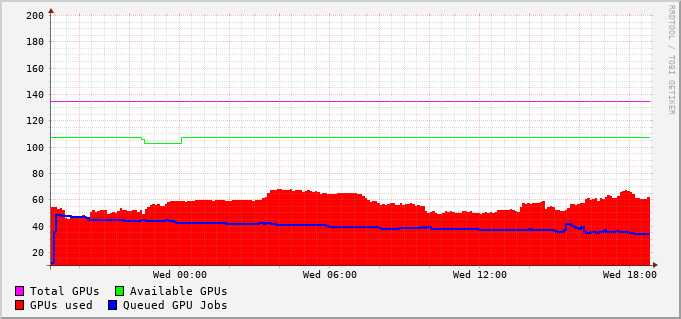 RRDTOOL / TOBI OETIKER
200
180
160
140
120
100
80
60
40
20
Wed 00:00 Wed 06:00 Wed 12:00 Wed 18:00
Total GPUs Available GPUs
GPUs used Queued GPU Jobs